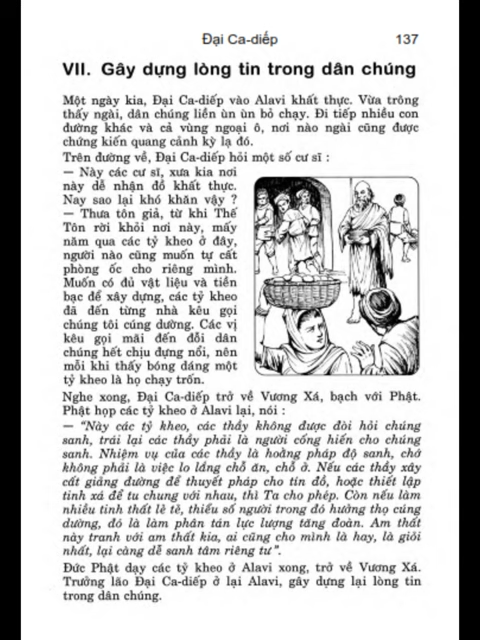 Đại Ca-diếp 137
VII. Gây dựng lòng tin trong dân chúng
Một ngày kia, Đại Ca-diếp vào Alavi khất thực. Vừa trông
thấy ngài, dân chúng liền ùn ùn bỏ chạy. Đi tiếp nhiều con
đường khác và cả vùng ngoại ô, nơi nào ngài cũng được
chứng kiến quang cảnh kỳ lạ đó.
Trên đường về, Đại Ca-diếp hỏi một số cư sĩ :
— Này các cư sĩ, xưa kia nơi
này dễ nhận đồ khất thực.
Nay sao lại khó khăn vậy ?
— Thưa tôn giả, từ khi Thế
Tôn rời khỏi nơi này, mấy
năm qua các tỷ kheo ở đây,
người nào cũng muốn tự cất
phòng ốc cho riêng mình.
Muốn có đủ vật liệu và tiền
bạc để xây dựng, các tỷ kheo
đã đến từng nhà kêu gọi
chúng tôi cúng dường. Các vị
kêu gọi mãi đến đỗi dân
chúng hết chịu đựng nổi, nên
mỗi khi thấy bóng dáng một
tỷ kheo là họ chạy trốn.
Nghe xong, Đại Ca-diếp trở về Vương Xá, bạch với Phật.
Phật họp các tỷ kheo ở Alavi lại, nói :
— "Này các tỷ kheo, các thầy không được đòi hỏi chúng
sanh, trái lại các thầy phải là người cống hiến cho chúng
sanh. Nhiệm vụ của các thầy là hoằng pháp độ sanh, chớ
không phải là việc lo lắng chỗ ăn, chỗ ở. Nếu các thầy xây
cất giảng đường để thuyết pháp cho tín đồ, hoặc thiết lập
tinh xá để tu chung với nhau, thì Ta cho phép. Còn nếu làm
nhiều tinh thất lẻ tẻ, thiểu số người trong đó hưởng thọ cúng
dường, đó là làm phân tán lực lượng tăng đoàn. Am thất
này tranh với am thất kia, ai cũng cho mình là hay, là giỏi
nhất, lại càng dễ sanh tâm riêng tư".
Đức Phật dạy các tỷ kheo ở Alavi xong, trở về Vương Xá.
Trưởng lão Đại Ca-diếp ở lại Alavi, gây dựng lại lòng tin
trong dân chúng.